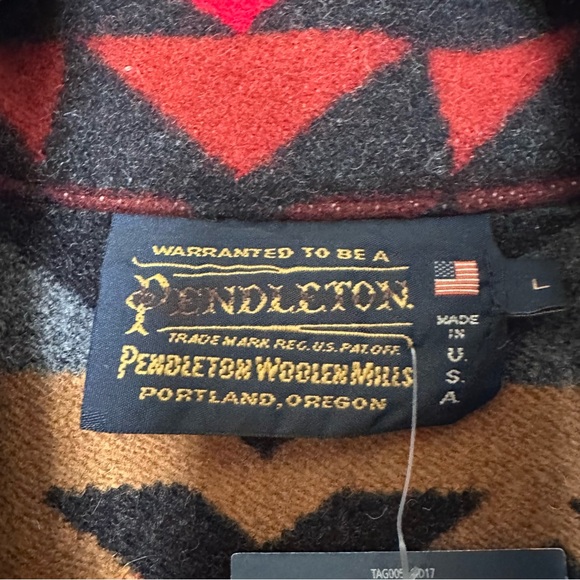 WARRANTED TO BE A
PENDLETON
TRADE MARK REG. U.S. PAT. OFF.
PENDLETON WOOLEN MILLS
PORTLAND, OREGON
MADE
IN
U.
S.
A.
L